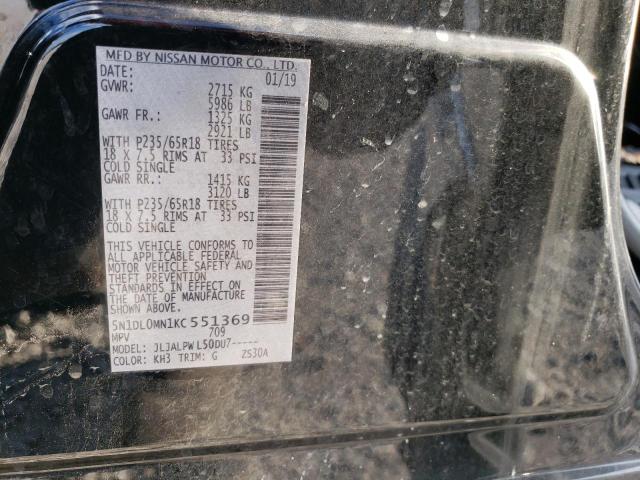 MFD BY NISSAN MOTOR CO., LTD.
DATE: 01/19
GVWR: 2715 KG
5986 LB
GAWR FR.: 1325 KG
2921 LB
WITH P235/65R18 TIRES
18 X 7.5 RIMS AT 33 PSI
COLD SINGLE
GAWR RR.: 1415 KG
3120 LB
WITH P235/65R18 TIRES
18 X 7.5 RIMS AT 33 PSI
COLD SINGLE
THIS VEHICLE CONFORMS TO
ALL APPLICABLE FEDERAL
MOTOR VEHICLE SAFETY AND
THEFT PREVENTION
STANDARDS IN EFFECT ON
THE DATE OF MANUFACTURE
SHOWN ABOVE.
5N1DL0MN1KC551369
MPV 709
MODEL: JLJALPWL50DU7-----
COLOR: KH3 TRIM: G ZS30A